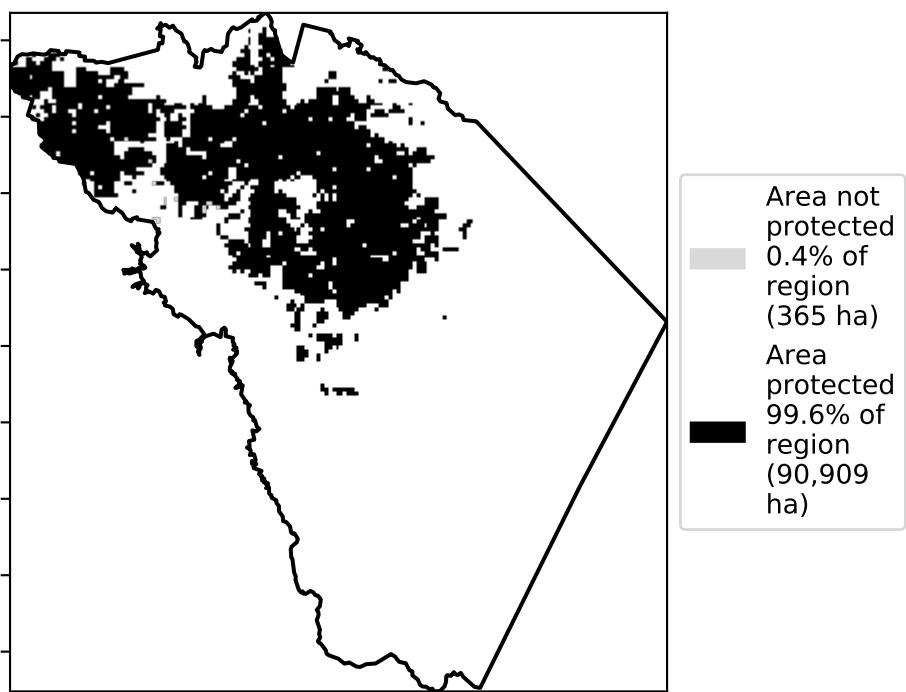 Area not
protected
0.4% of
region
(365 ha)
Area
protected
99.6% of
region
(90,909
ha)